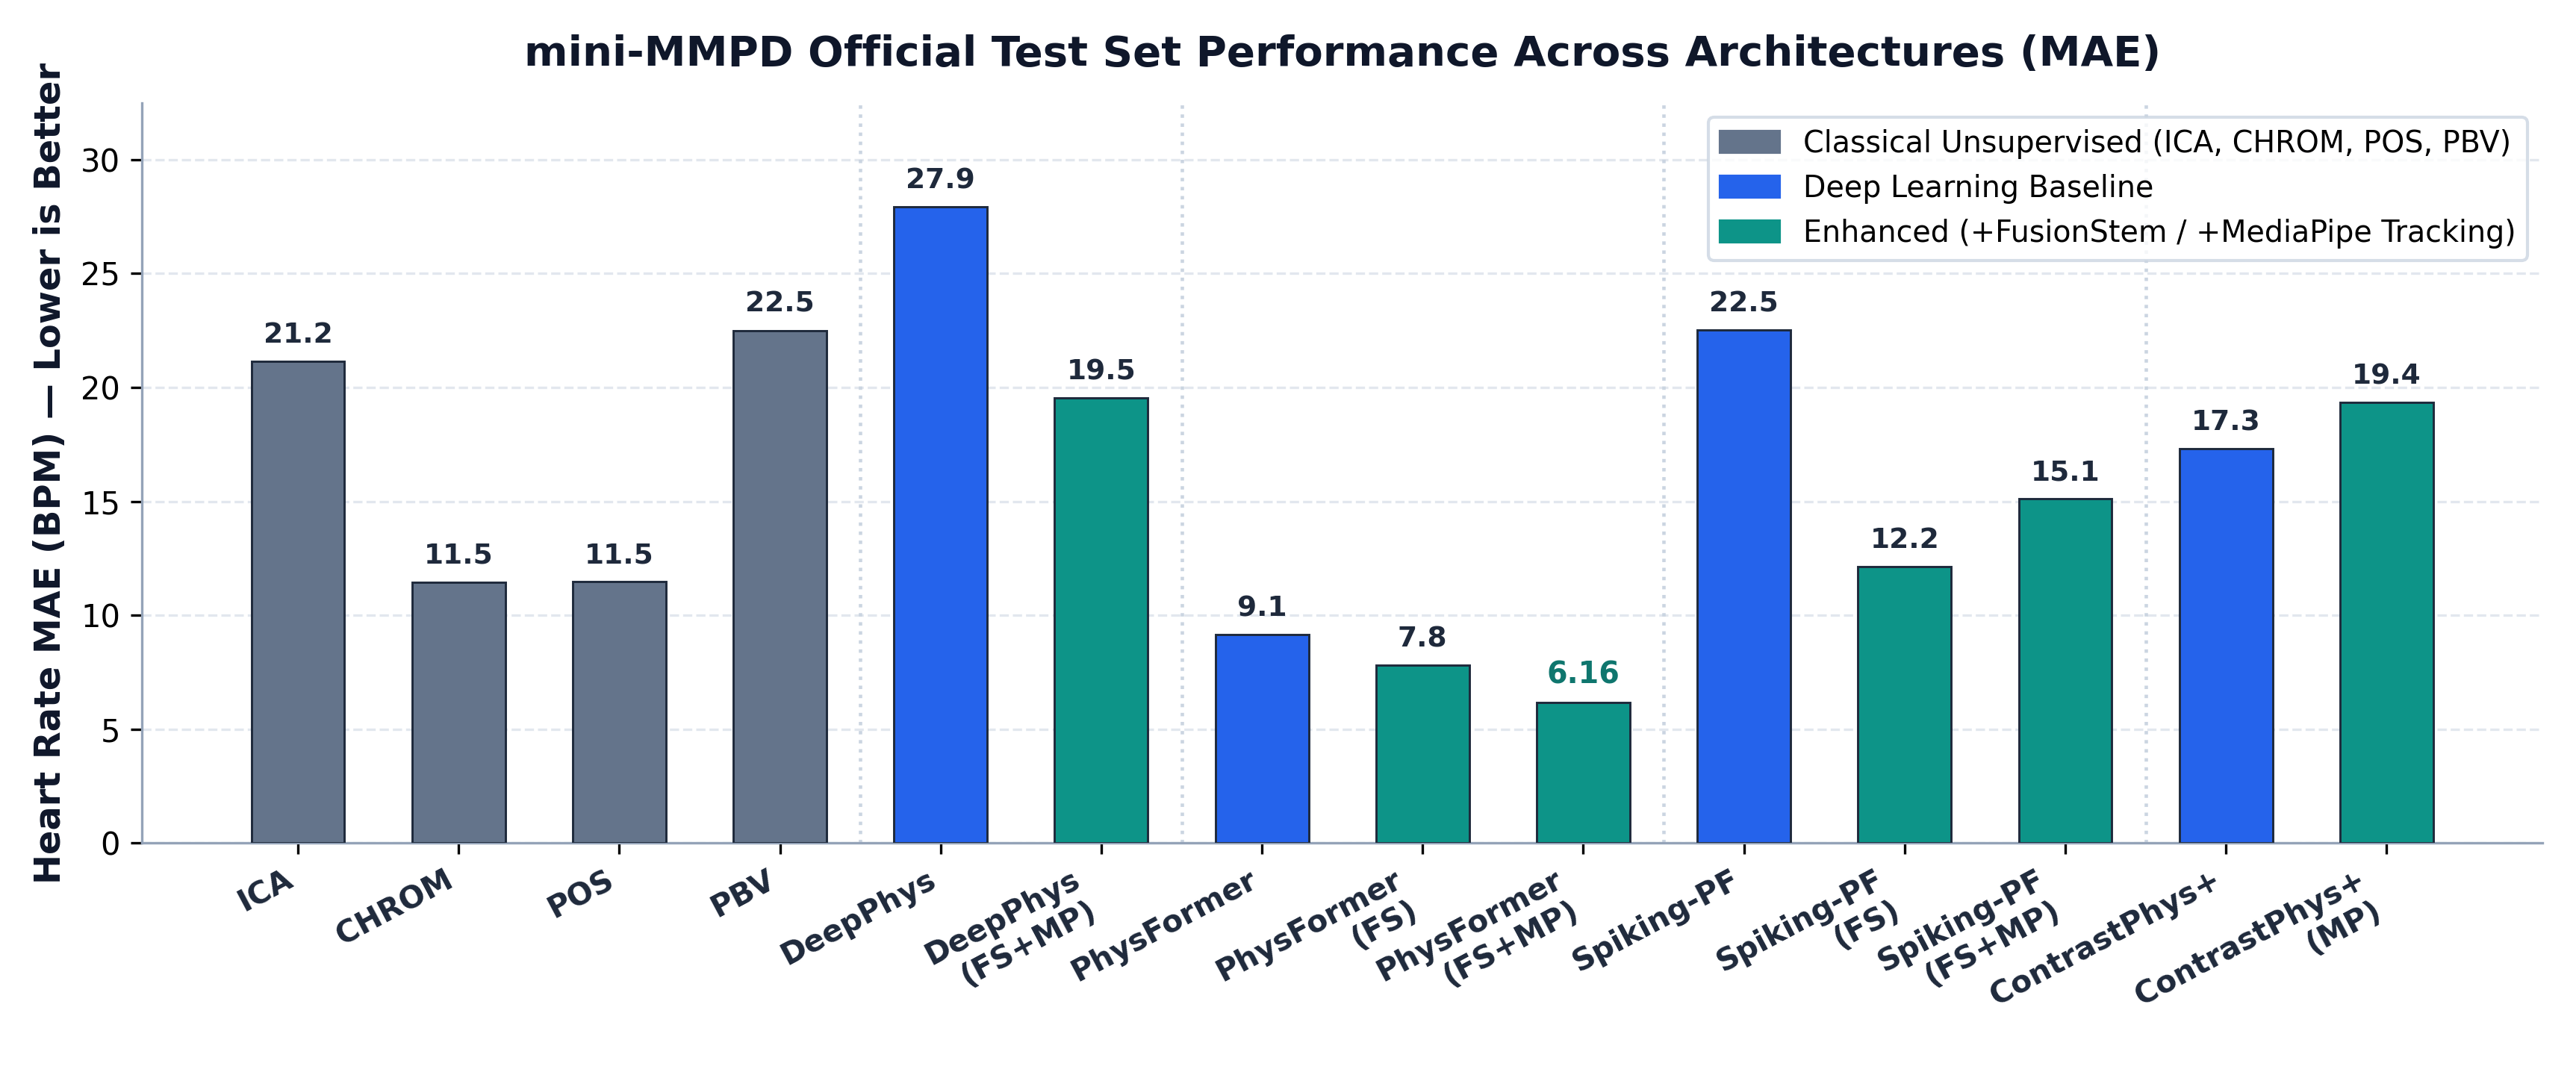 mini-MMPD Official Test Set Performance Across Architectures (MAE)
Heart Rate MAE (BPM) — Lower is Better
30
25
20
15
10
5
0
Classical Unsupervised (ICA, CHROM, POS, PBV)
Deep Learning Baseline
Enhanced (+FusionStem / +MediaPipe Tracking)
21.2
11.5
11.5
22.5
27.9
19.5
9.1
7.8
6.16
22.5
12.2
15.1
17.3
19.4
ICA
CHROM
POS
PBV
DeepPhys
DeepPhys
(FS+MP)
PhysFormer
PhysFormer
(FS)
PhysFormer
(FS+MP)
Spiking-PF
Spiking-PF
(FS)
Spiking-PF
(FS+MP)
ContrastPhys+
ContrastPhys+
(MP)